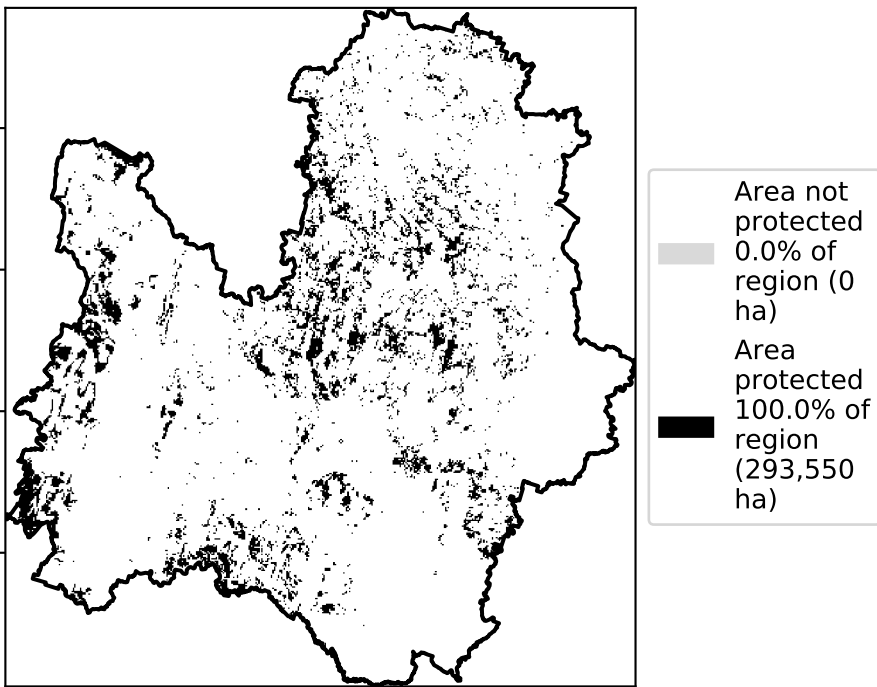 Area not
protected
0.0% of
region (0
ha)
Area
protected
100.0% of
region
(293,550
ha)